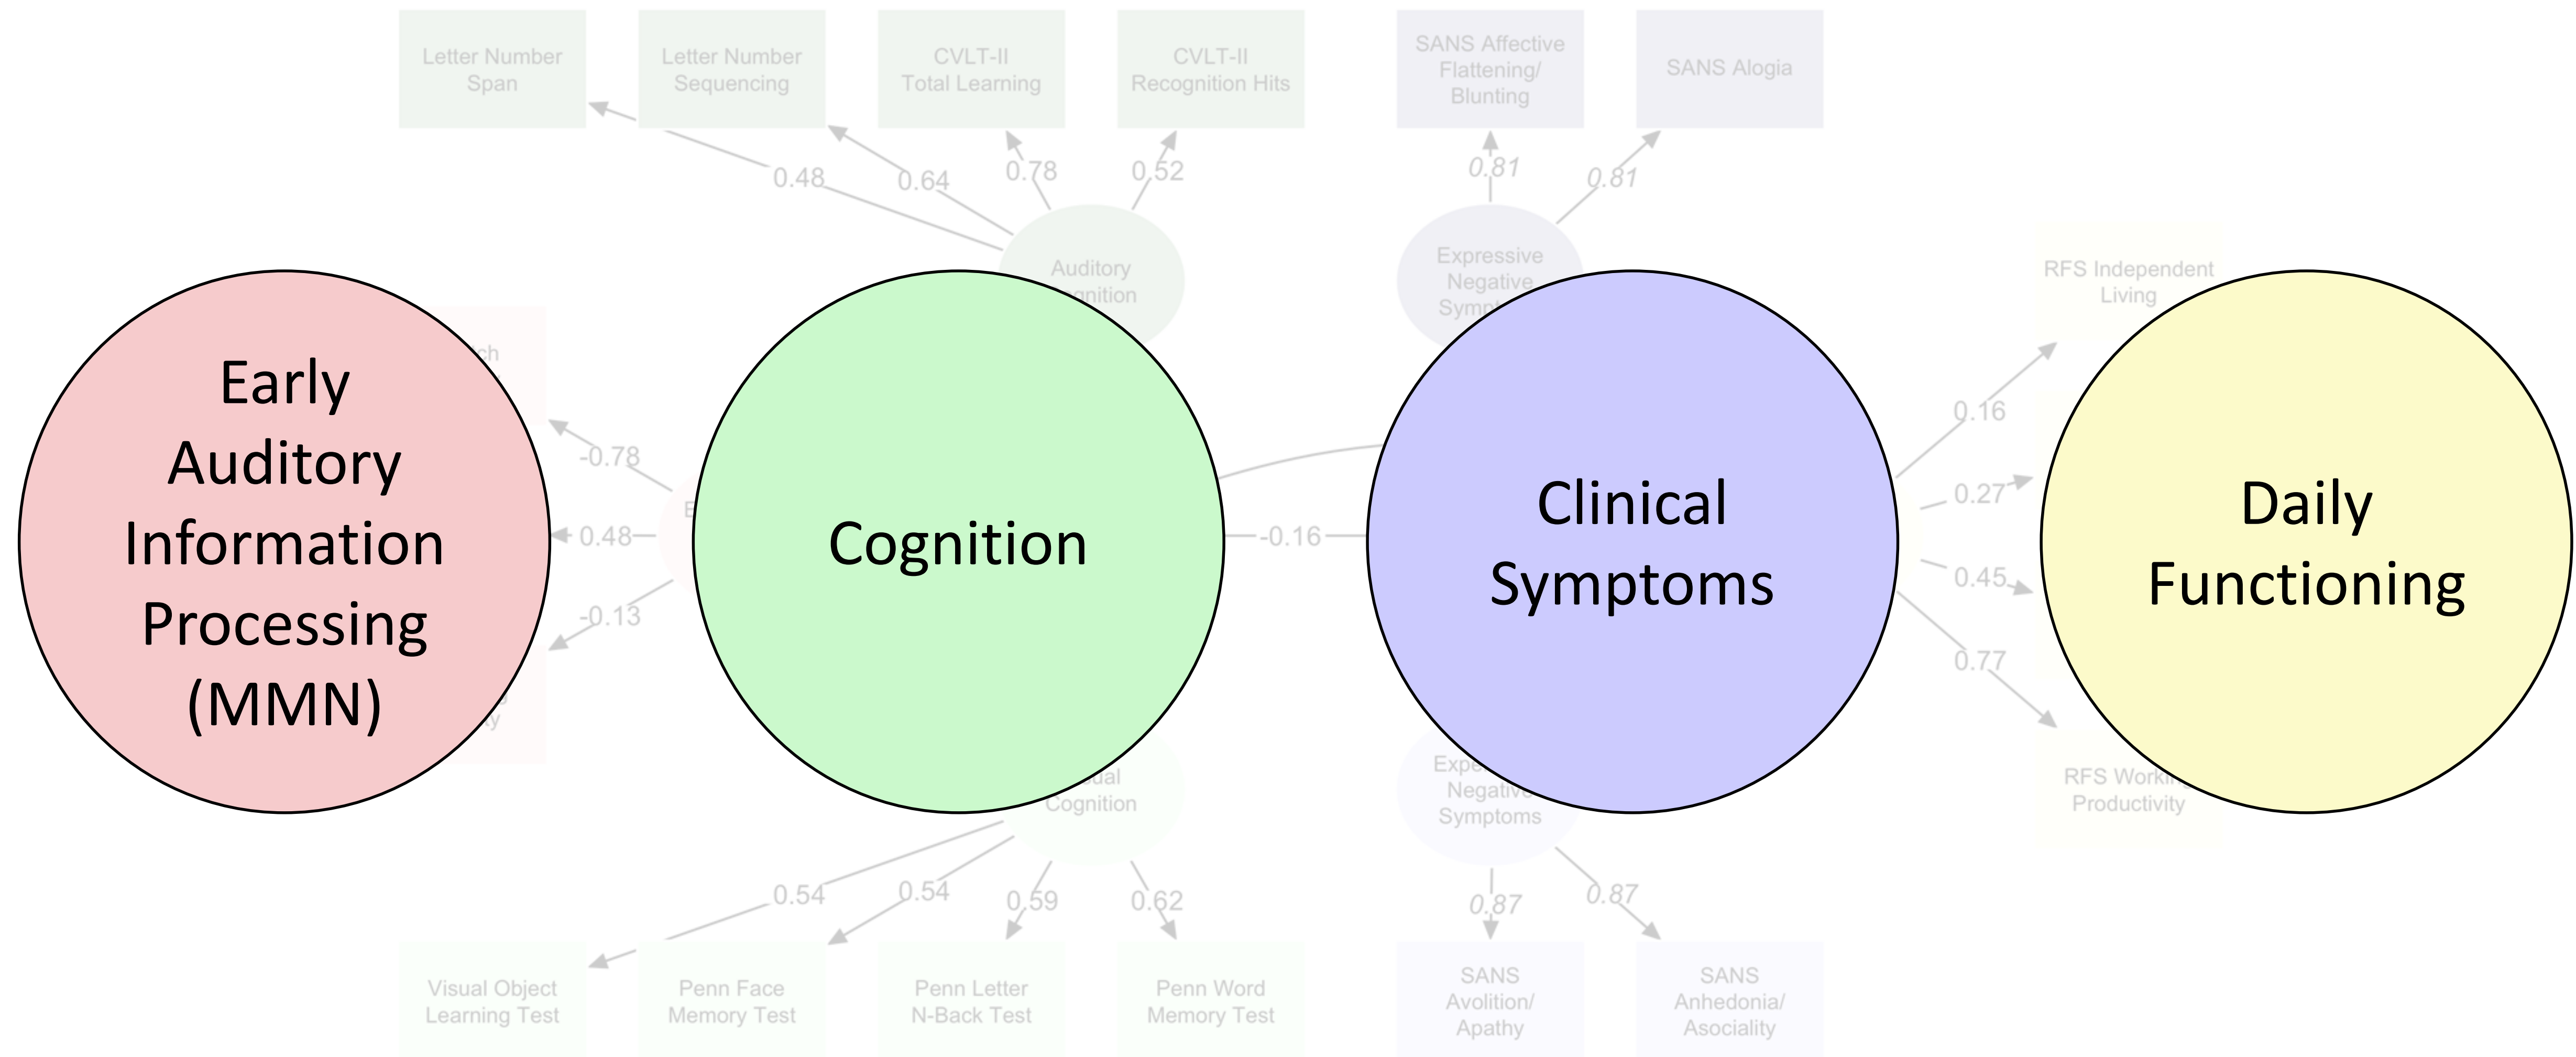 Letter Number
Span
Letter Number
Sequencing
CVLT-II
Total Learning
CVLT-II
Recognition Hits
SANS Affective
Flattening/
Blunting
SANS Alogia
0.48
0.64
0.78
0.52
0.81
0.81
Auditory
Expressive
Negative
RFS Independent
Living
Early
Auditory
Information
Processing
(MMN)
-0.78
0.48
-0.13
Cognition
-0.16
Clinical
Symptoms
0.16
0.27
0.45
0.77
Daily
Functioning
Cognition
Negative
Symptoms
RFS Working
Productivity
0.54
0.54
0.59
0.62
0.87
0.87
Visual Object
Learning Test
Penn Face
Memory Test
Penn Letter
N-Back Test
Penn Word
Memory Test
SANS
Avolition/
Apathy
SANS
Anhedonia/
Asociality